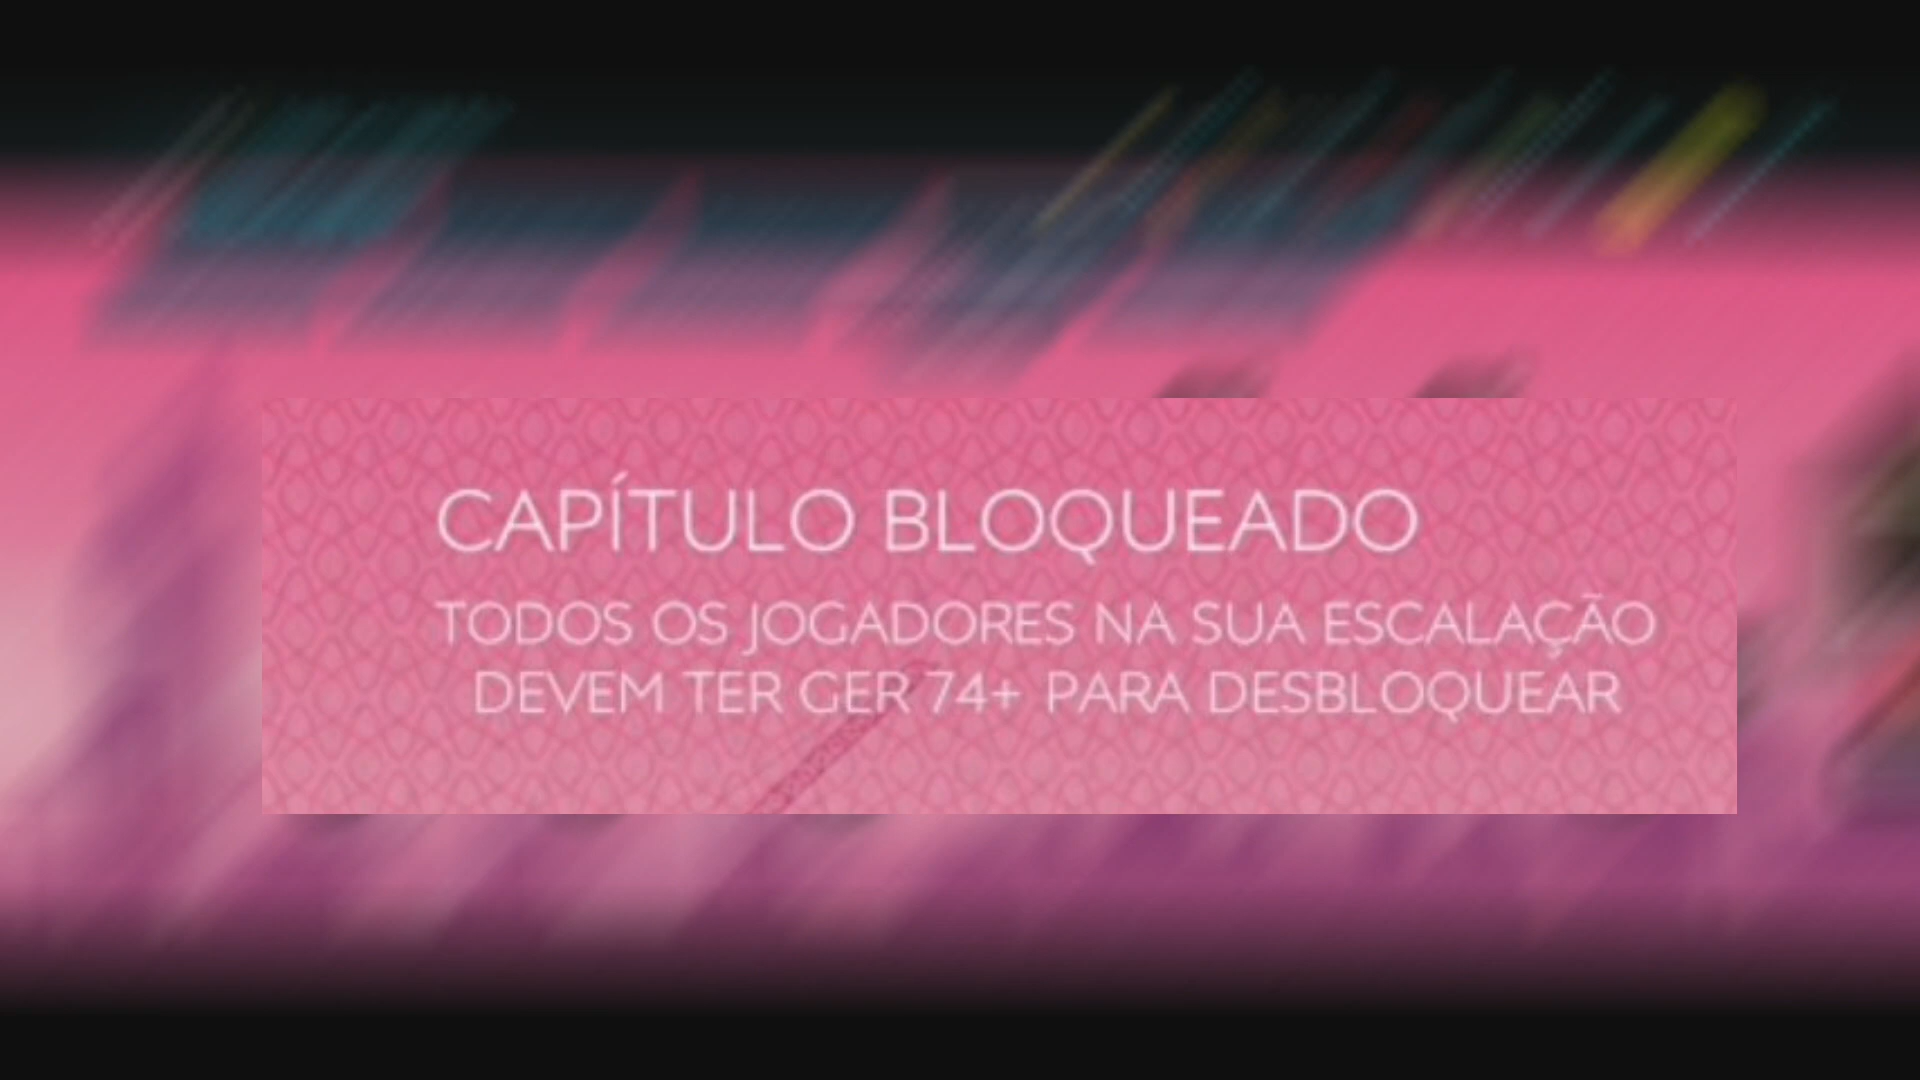 CAPÍTULO BLOQUEADO
TODOS OS JOGADORES NA SUA ESCALAÇÃO
DEVEM TER GER 74+ PARA DESBLOQUEAR